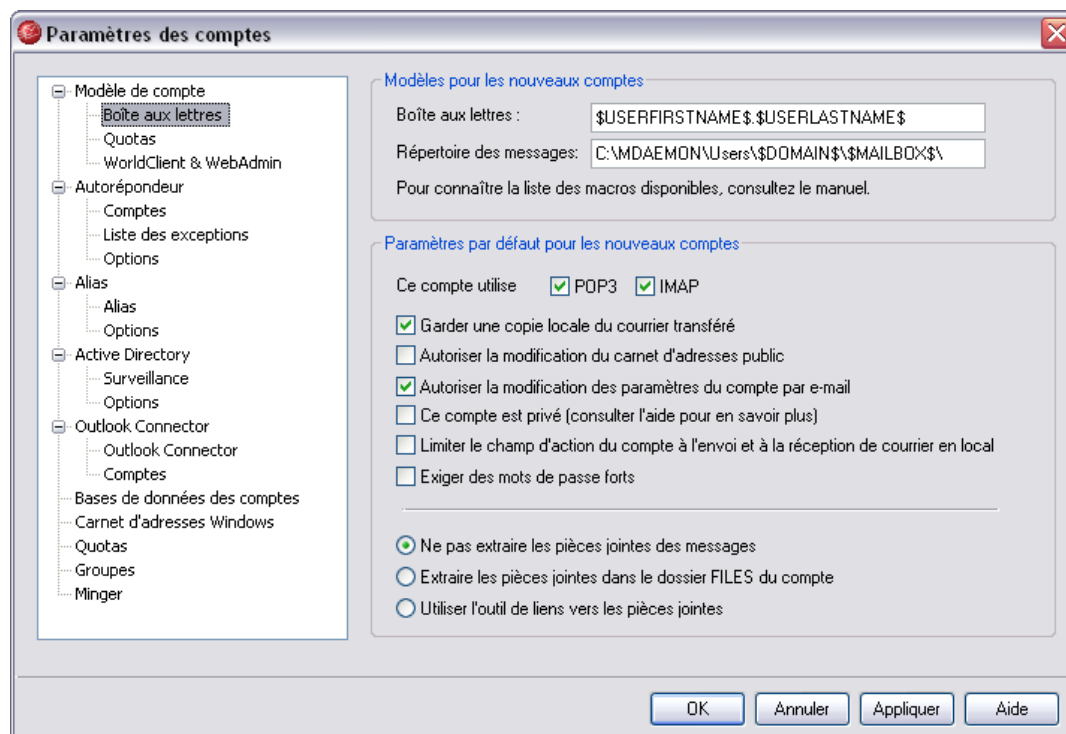 Paramètres des comptes
Modèle de compte
Boîte aux lettres
Quotas
WorldClient & WebAdmin
Autorépondeur
Comptes
Liste des exceptions
Options
Alias
Alias
Options
Active Directory
Surveillance
Options
Outlook Connector
Outlook Connector
Comptes
Bases de données des comptes
Carnet d'adresses Windows
Quotas
Groupes
Minger
Modèles pour les nouveaux comptes
Boîte aux lettres : $USERFIRSTNAME$.$USERLASTNAME$
Répertoire des messages: C:\MDAEMON\Users\$DOMAIN$\$MAILBOX$\
Pour connaître la liste des macros disponibles, consultez le manuel.
Paramètres par défaut pour les nouveaux comptes
Ce compte utilise POP3 IMAP
Garder une copie locale du courrier transféré
Autoriser la modification du carnet d'adresses public
Autoriser la modification des paramètres du compte par e-mail
Ce compte est privé (consulter l'aide pour en savoir plus)
Limiter le champ d'action du compte à l'envoi et à la réception de courrier en local
Exiger des mots de passe forts
Ne pas extraire les pièces jointes des messages
Extraire les pièces jointes dans le dossier FILES du compte
Utiliser l'outil de liens vers les pièces jointes
OK Annuler Appliquer Aide